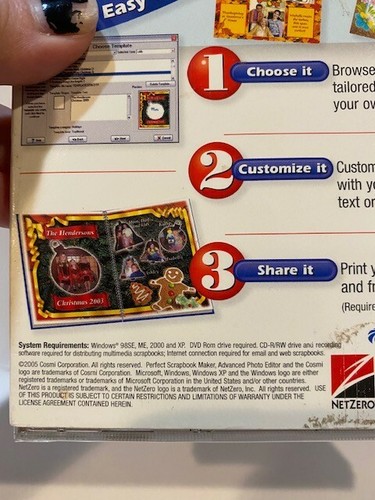 Easy
Choose Template
1 Choose it
Browse
tailored
your ov
2 Customize it
Custom
with yo
text or
The Hendersons
Christmas 2003
3 Share it
Print y
and fr
(Require
System Requirements: Windows® 98SE, ME, 2000 and XP. DVD Rom drive required. CD-R/RW drive and recording
software required for distributing multimedia scrapbooks; Internet connection required for email and web scrapbooks.
©2005 Cosmi Corporation. All rights reserved. Perfect Scrapbook Maker, Advanced Photo Editor and the Cosmi
logo are trademarks of Cosmi Corporation. Microsoft, Windows, Windows XP and the Windows logo are either
registered trademarks or trademarks of Microsoft Corporation in the United States and/or other countries.
NetZero is a registered trademark, and the NetZero logo is a trademark of NetZero, Inc. All rights reserved. USE
OF THIS PRODUCT IS SUBJECT TO CERTAIN RESTRICTIONS AND LIMITATIONS OF WARRANTY UNDER THE
LICENSE AGREEMENT CONTAINED HEREIN.
NETZERO